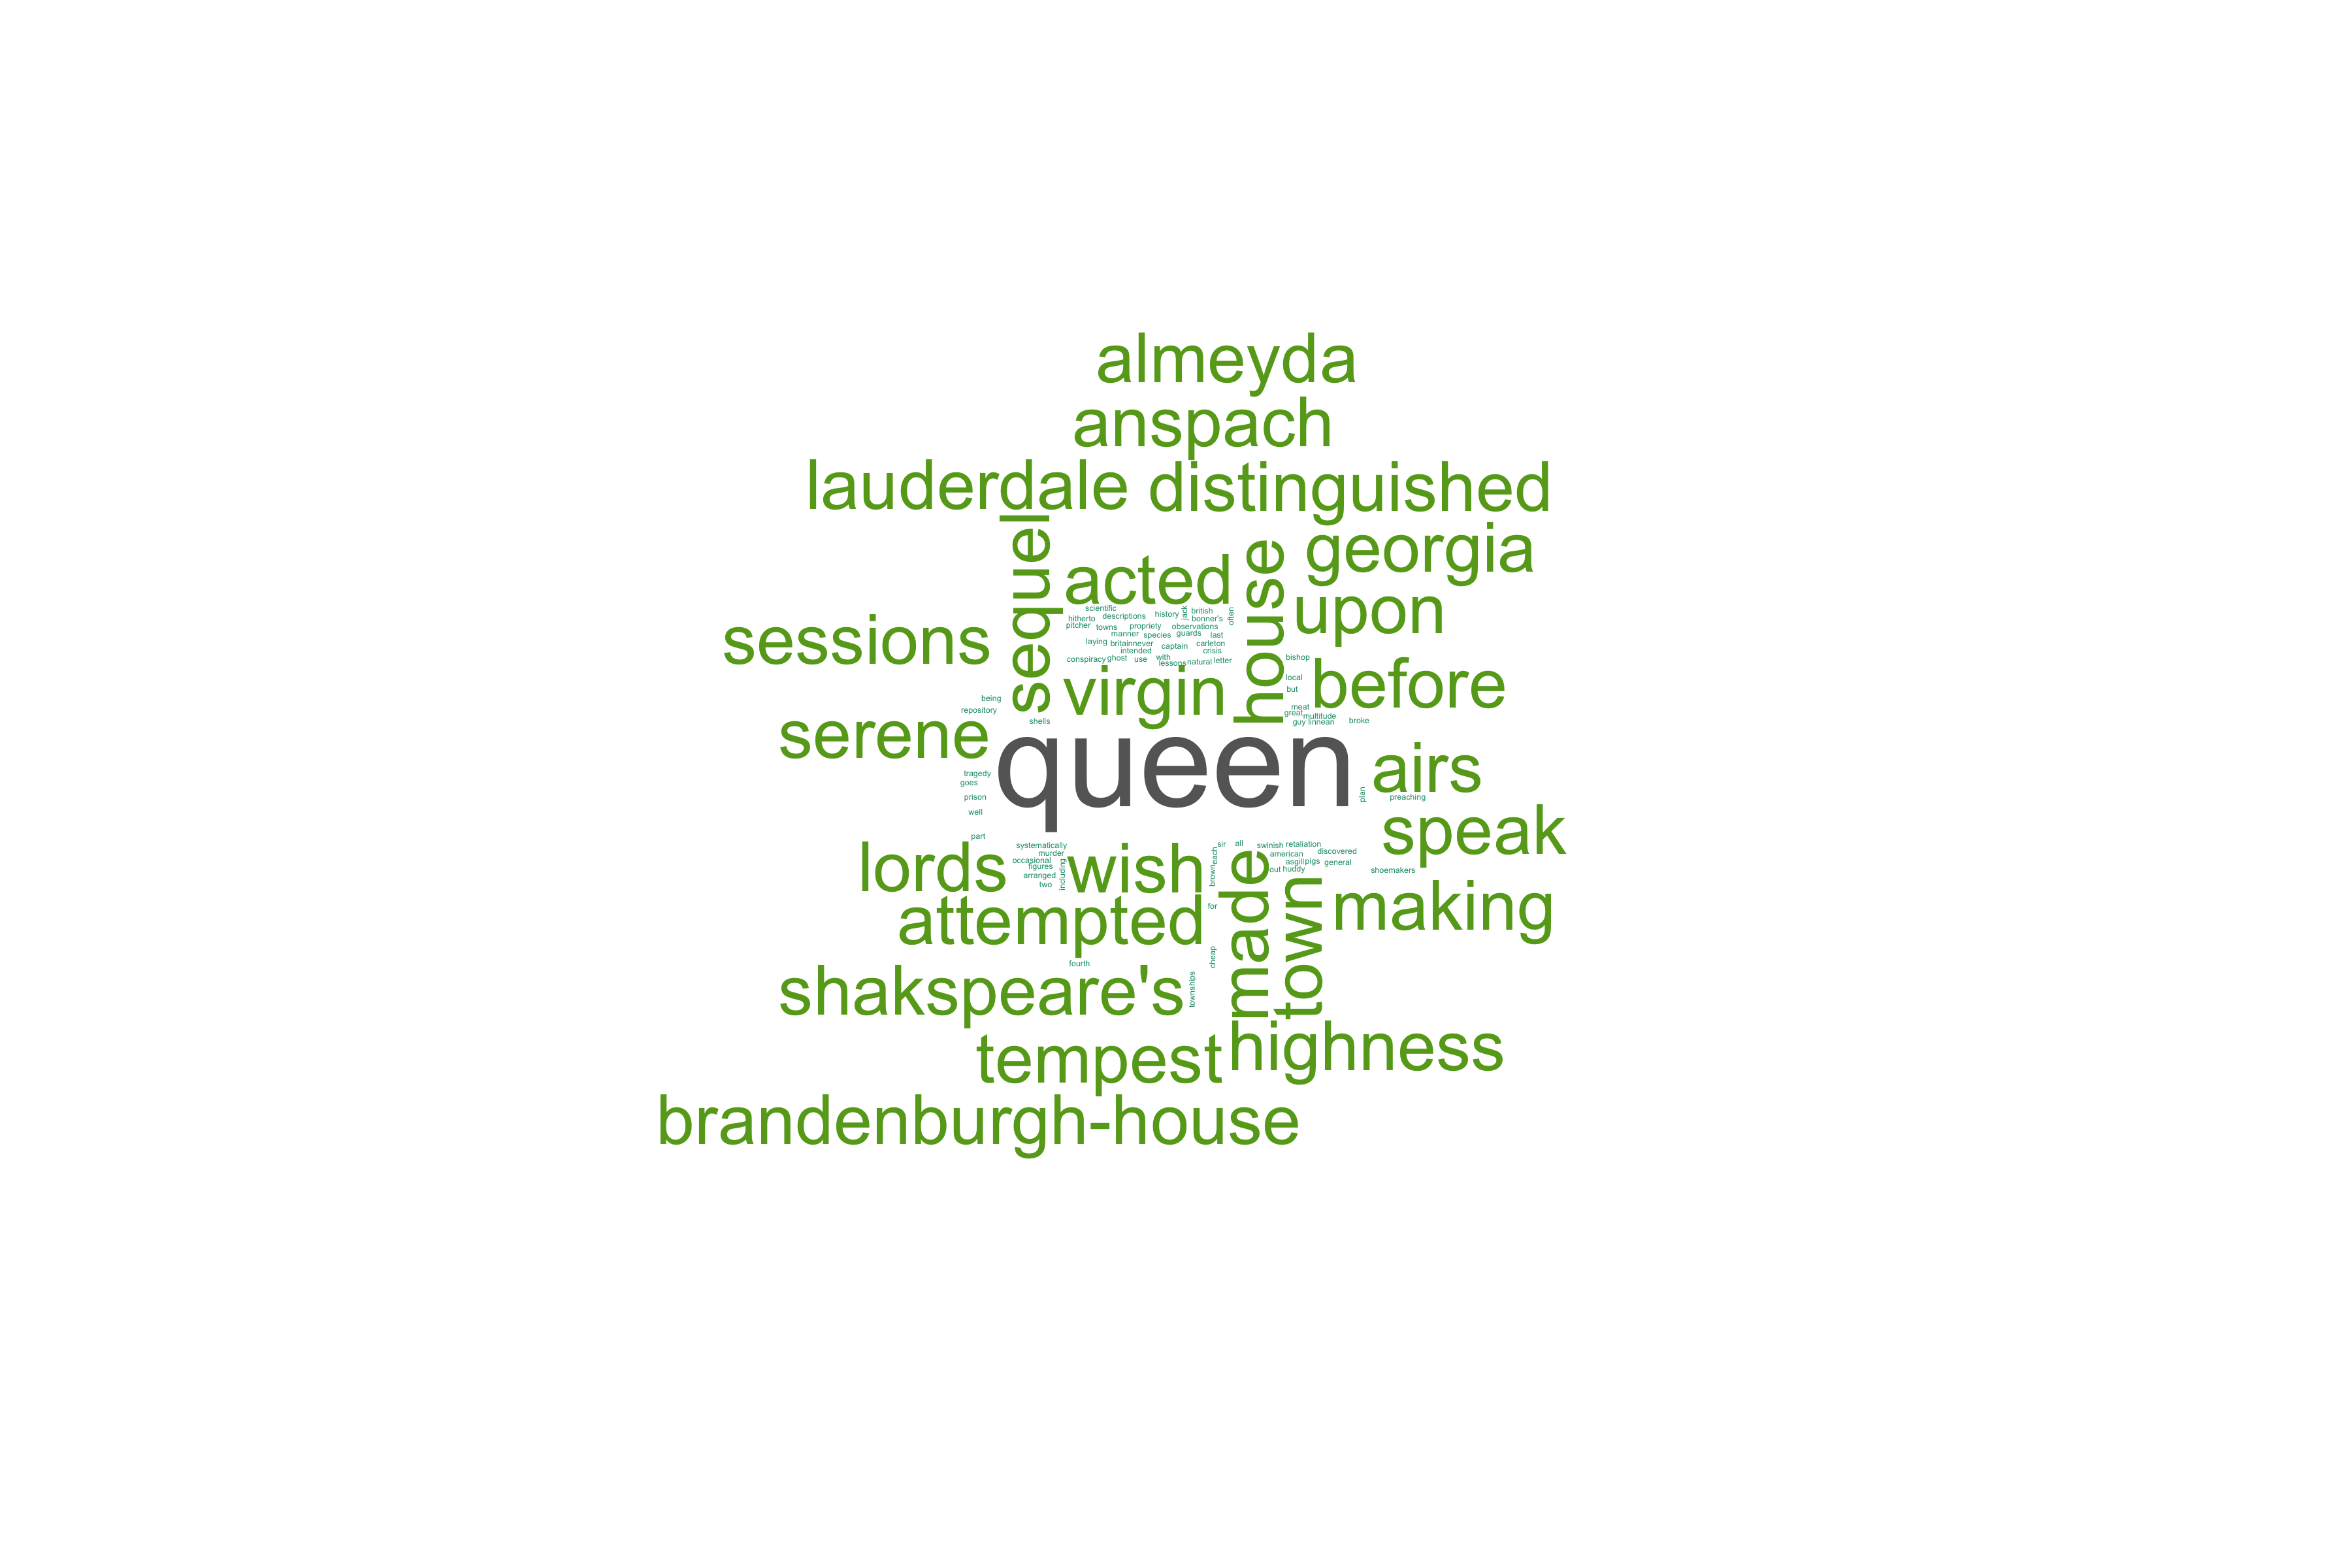 almeyda
anspach
lauderdale distinguished
sequel
acted
house
georgia
upon
sessions
scientific
hitherto descriptions history jack british
bonner's
often
pitcher towns propriety observations
manner species guards last
laying britainnever captain carleton
intended crisis
conspiracy ghost use with
lessons natural letter
bishop
virgin
local
before
but
being
repository
shells
meat
great multitude
guy linnean broke
serene
queen
airs
tragedy
goes
prison
well
part
plan
preaching
speak
systematically
murder
occasional
figures
arranged
two
including
lords
wish
sir all swinish retaliation
each
american discovered
asgill pigs general
out huddy
shoemakers
brown
attempted
for
made
town
making
cheap
fourth
shakspeare's
townships
tempest
highness
brandenburgh-house